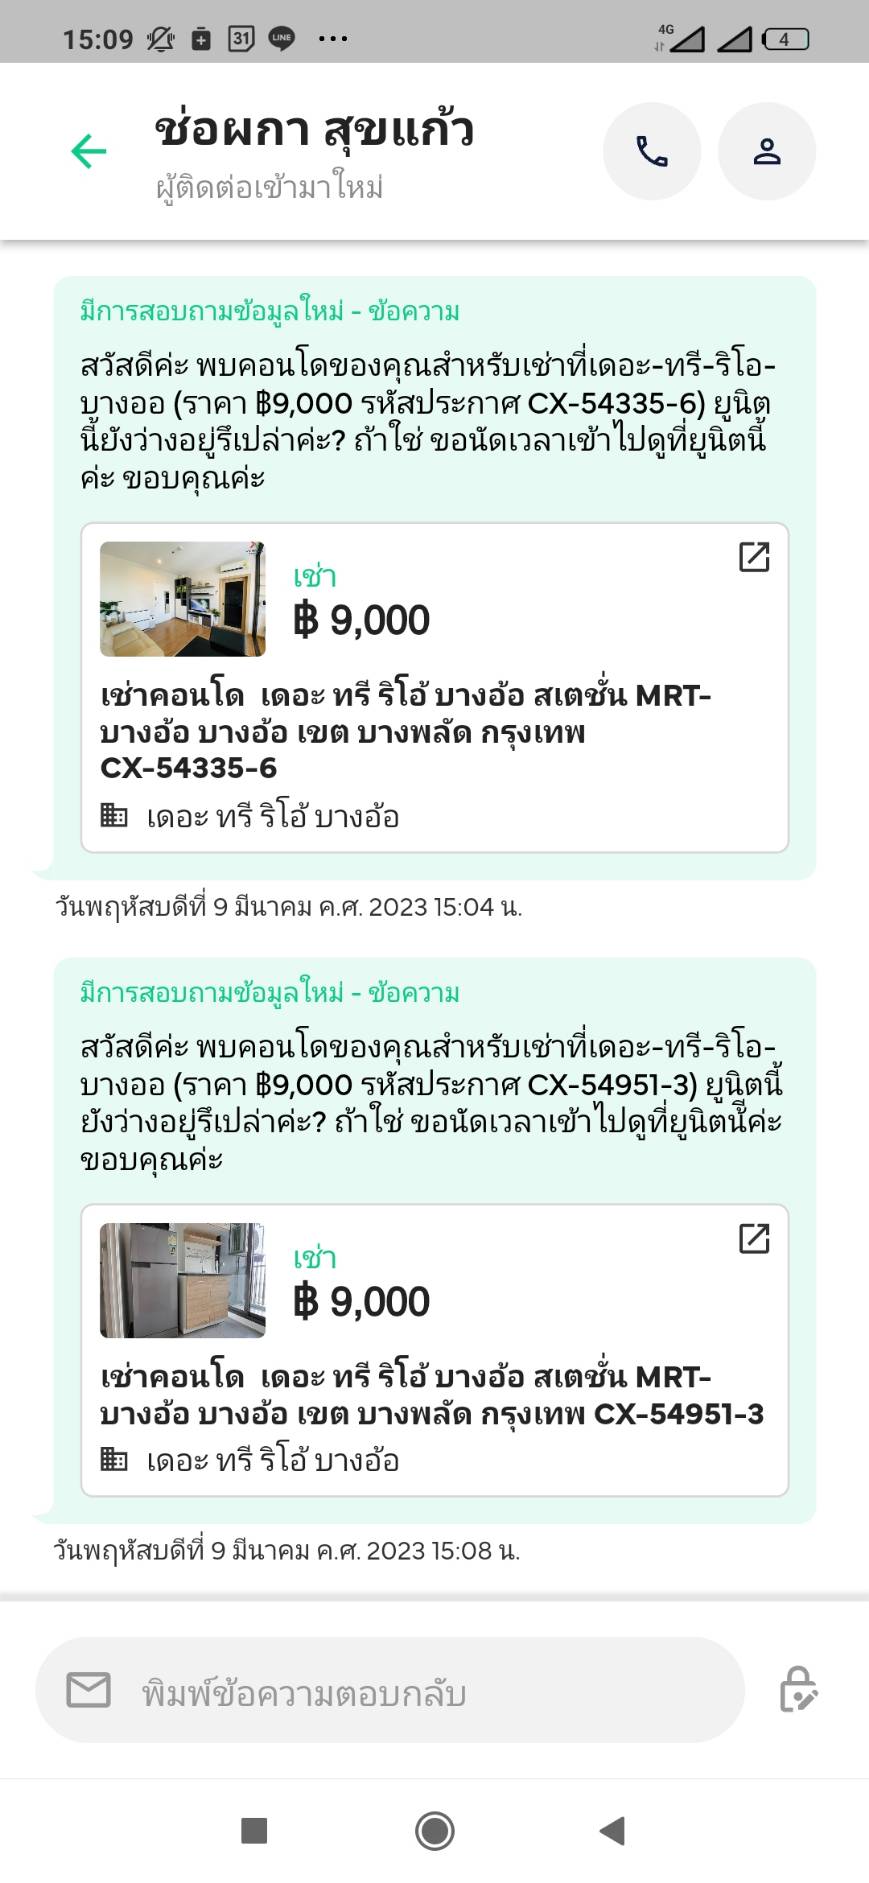 15:09
31
LINE
4G
4
ช่อผกา สุขแก้ว
ผู้ติดต่อเข้ามาใหม่
มีการสอบถามข้อมูลใหม่ - ข้อความ
สวัสดีค่ะ พบคอนโดของคุณสำหรับเช่าที่เดอะ-ทรี-ริโอ-
บางออ (ราคา ฿9,000 รหัสประกาศ CX-54335-6) ยูนิต
นี้ยังว่างอยู่รึเปล่าค่ะ? ถ้าใช่ ขอนัดเวลาเข้าไปดูที่ยูนิตนี้
ค่ะ ขอบคุณค่ะ
เช่า
฿ 9,000
เช่าคอนโด เดอะ ทรี ริโอ้ บางอ้อ สเตชั่น MRT-
บางอ้อ บางอ้อ เขต บางพลัด กรุงเทพ
CX-54335-6
เดอะ ทรี ริโอ้ บางอ้อ
วันพฤหัสบดีที่ 9 มีนาคม ค.ศ. 2023 15:04 น.
มีการสอบถามข้อมูลใหม่ - ข้อความ
สวัสดีค่ะ พบคอนโดของคุณสำหรับเช่าที่เดอะ-ทรี-ริโอ-
บางออ (ราคา ฿9,000 รหัสประกาศ CX-54951-3) ยูนิตนี้
ยังว่างอยู่รึเปล่าค่ะ? ถ้าใช่ ขอนัดเวลาเข้าไปดูที่ยูนิตนี้ค่ะ
ขอบคุณค่ะ
เช่า
฿ 9,000
เช่าคอนโด เดอะ ทรี ริโอ้ บางอ้อ สเตชั่น MRT-
บางอ้อ บางอ้อ เขต บางพลัด กรุงเทพ CX-54951-3
เดอะ ทรี ริโอ้ บางอ้อ
วันพฤหัสบดีที่ 9 มีนาคม ค.ศ. 2023 15:08 น.
พิมพ์ข้อความตอบกลับ